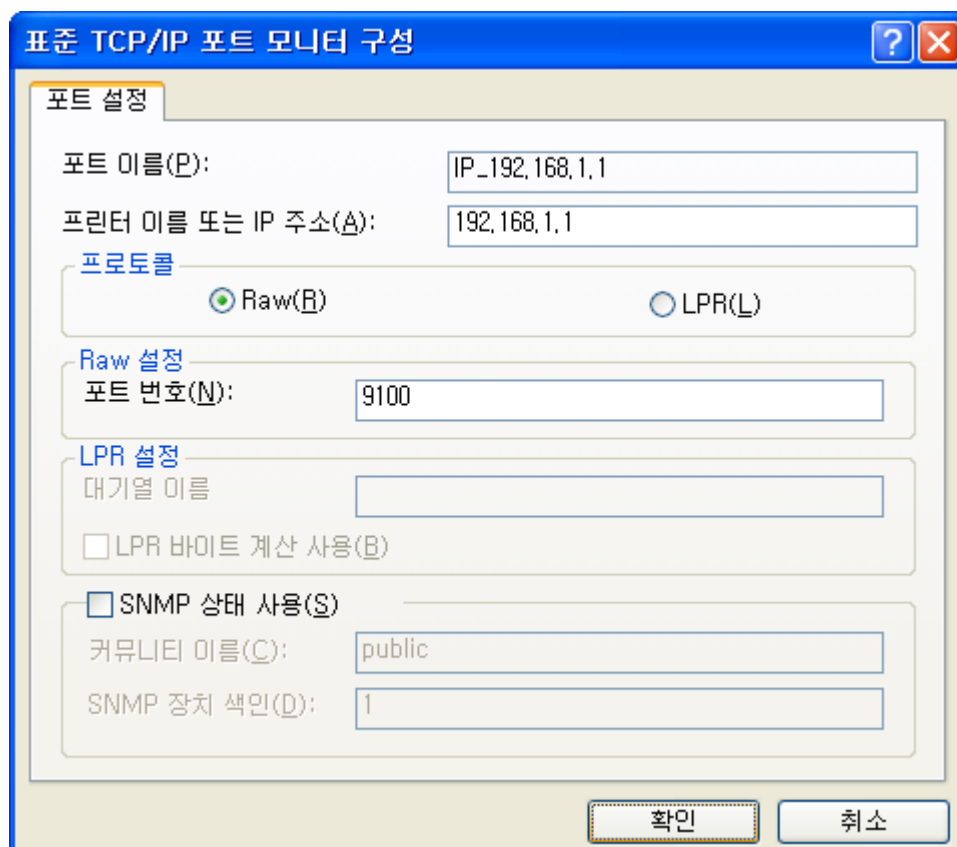 표준 TCP/IP 포트 모니터 구성
포트 설정
포트 이름(P): IP_192,168,1,1
프린터 이름 또는 IP 주소(A): 192,168,1,1
프로토콜
Raw(R) LPR(L)
Raw 설정
포트 번호(N): 9100
LPR 설정
대기열 이름
LPR 바이트 계산 사용(B)
SNMP 상태 사용(S)
커뮤니티 이름(C): public
SNMP 장치 색인(D): 1
확인 취소